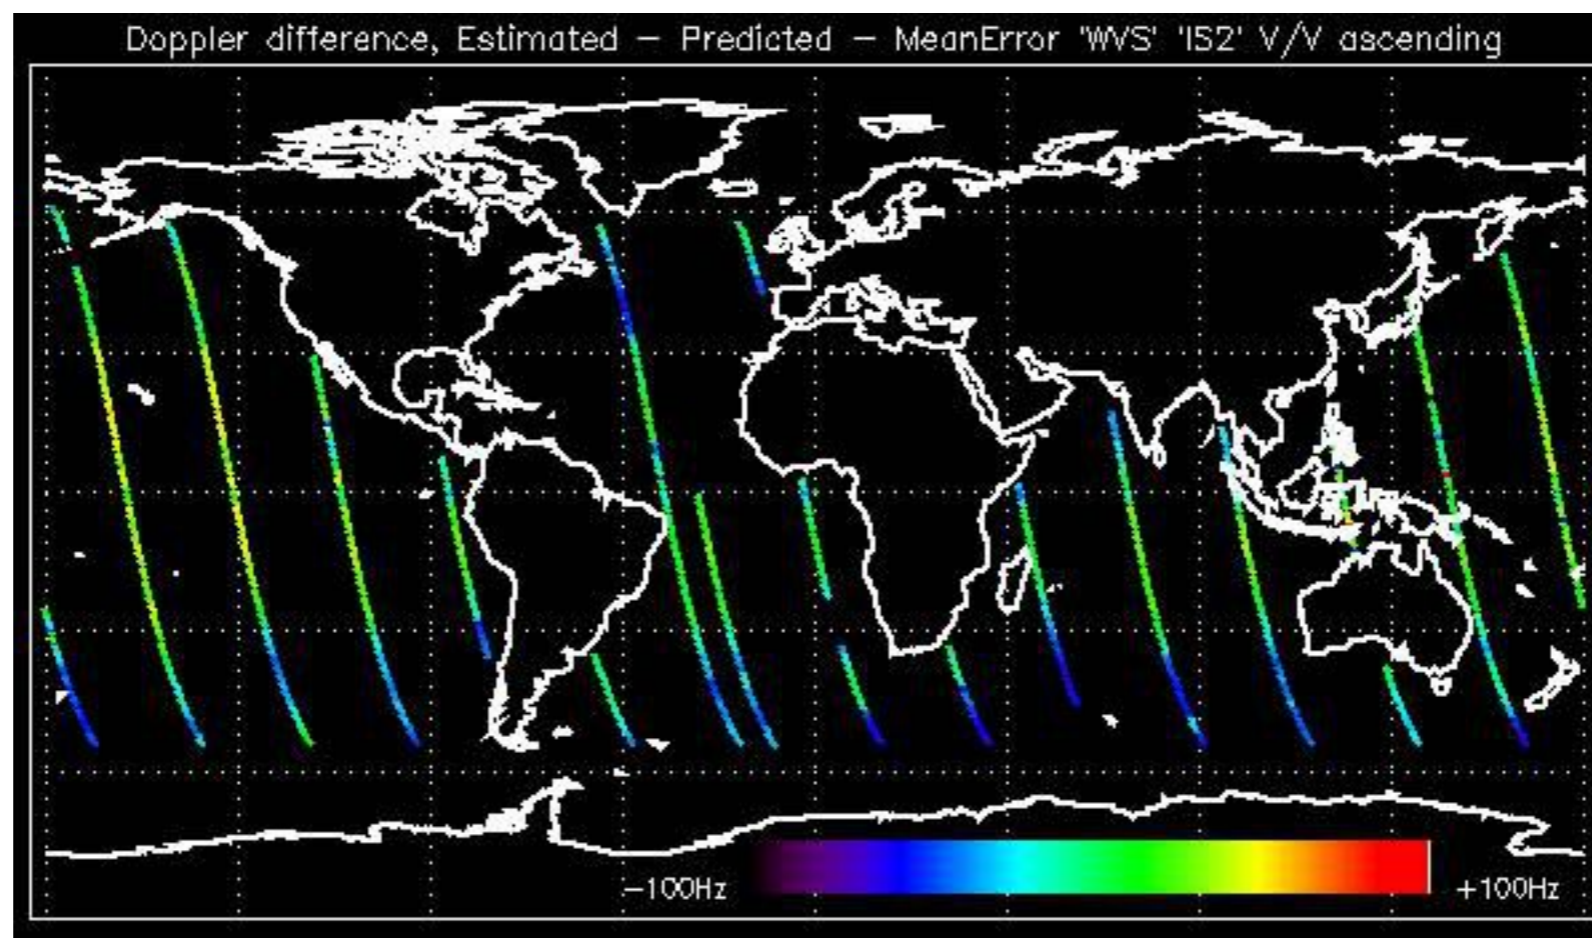 Doppler difference, Estimated − Predicted − MeanError 'WVS' 'IS2' V/V ascending
−100Hz +100Hz